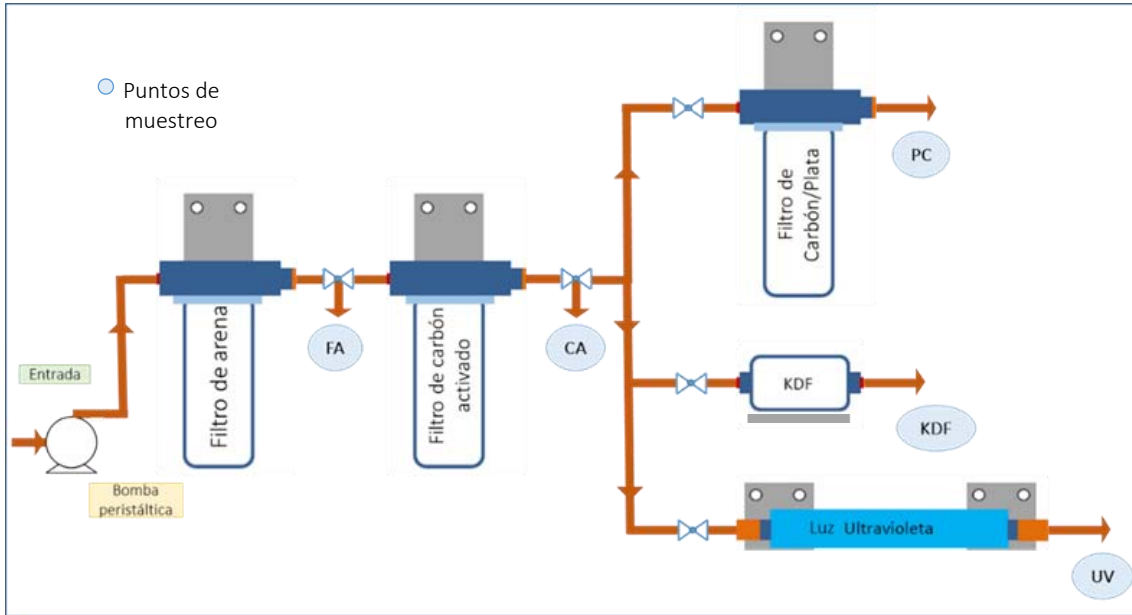 Puntos de
muestreo
Entrada
Bomba
peristáltica
Filtro de arena
FA
Filtro de carbón
activado
CA
Filtro de
Carbón/Plata
PC
KDF
KDF
Luz Ultravioleta
UV